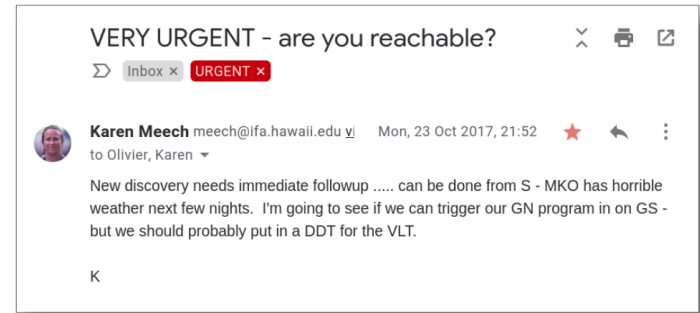 VERY URGENT - are you reachable?
Inbox × URGENT ×
Karen Meech meech@ifa.hawaii.edu vi Mon, 23 Oct 2017, 21:52
to Olivier, Karen
New discovery needs immediate followup ..... can be done from S - MKO has horrible
weather next few nights. I'm going to see if we can trigger our GN program in on GS -
but we should probably put in a DDT for the VLT.
K